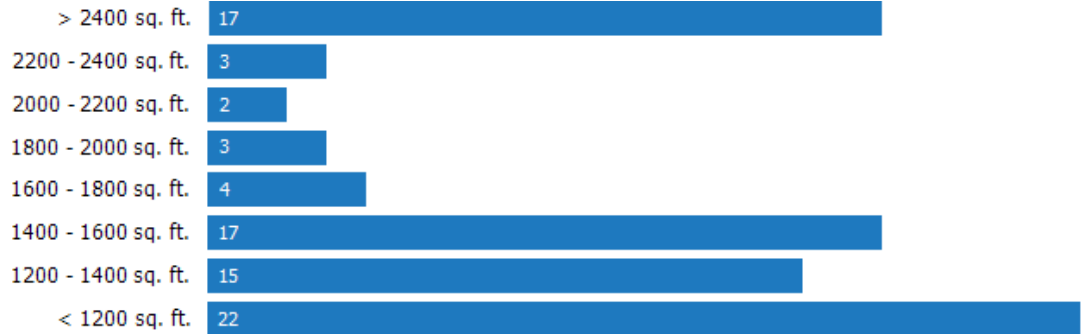 > 2400 sq. ft. 17
2200 - 2400 sq. ft. 3
2000 - 2200 sq. ft. 2
1800 - 2000 sq. ft. 3
1600 - 1800 sq. ft. 4
1400 - 1600 sq. ft. 17
1200 - 1400 sq. ft. 15
< 1200 sq. ft. 22